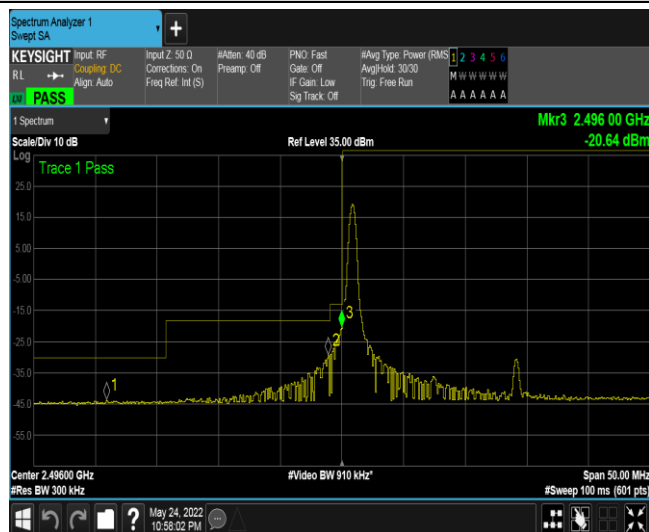 Spectrum Analyzer 1
Swept SA
+
KEYSIGHT Input: RF Input Z: 50 Ω #Atten: 40 dB PNO: Fast #Avg Type: Power (RMS 1 2 3 4 5 6
RL Coupling: DC Corrections: On Preamp: Off Gate: Off Avg|Hold: 30/30 M W W W W W
Align: Auto Freq Ref: Int (S) IF Gain: Low Trig: Free Run
Sig Track: Off A A A A A A
PASS
1 Spectrum
Mkr3 2.496 00 GHz
Scale/Div 10 dB Ref Level 35.00 dBm -20.64 dBm
Log
Trace 1 Pass
25.0
15.0
5.00
-5.00
-15.0
3
2
-25.0
-35.0
1
-45.0
-55.0
Center 2.49600 GHz #Video BW 910 kHz* Span 50.00 MHz
#Res BW 300 kHz #Sweep 100 ms (601 pts)
? May 24, 2022
10:58:02 PM